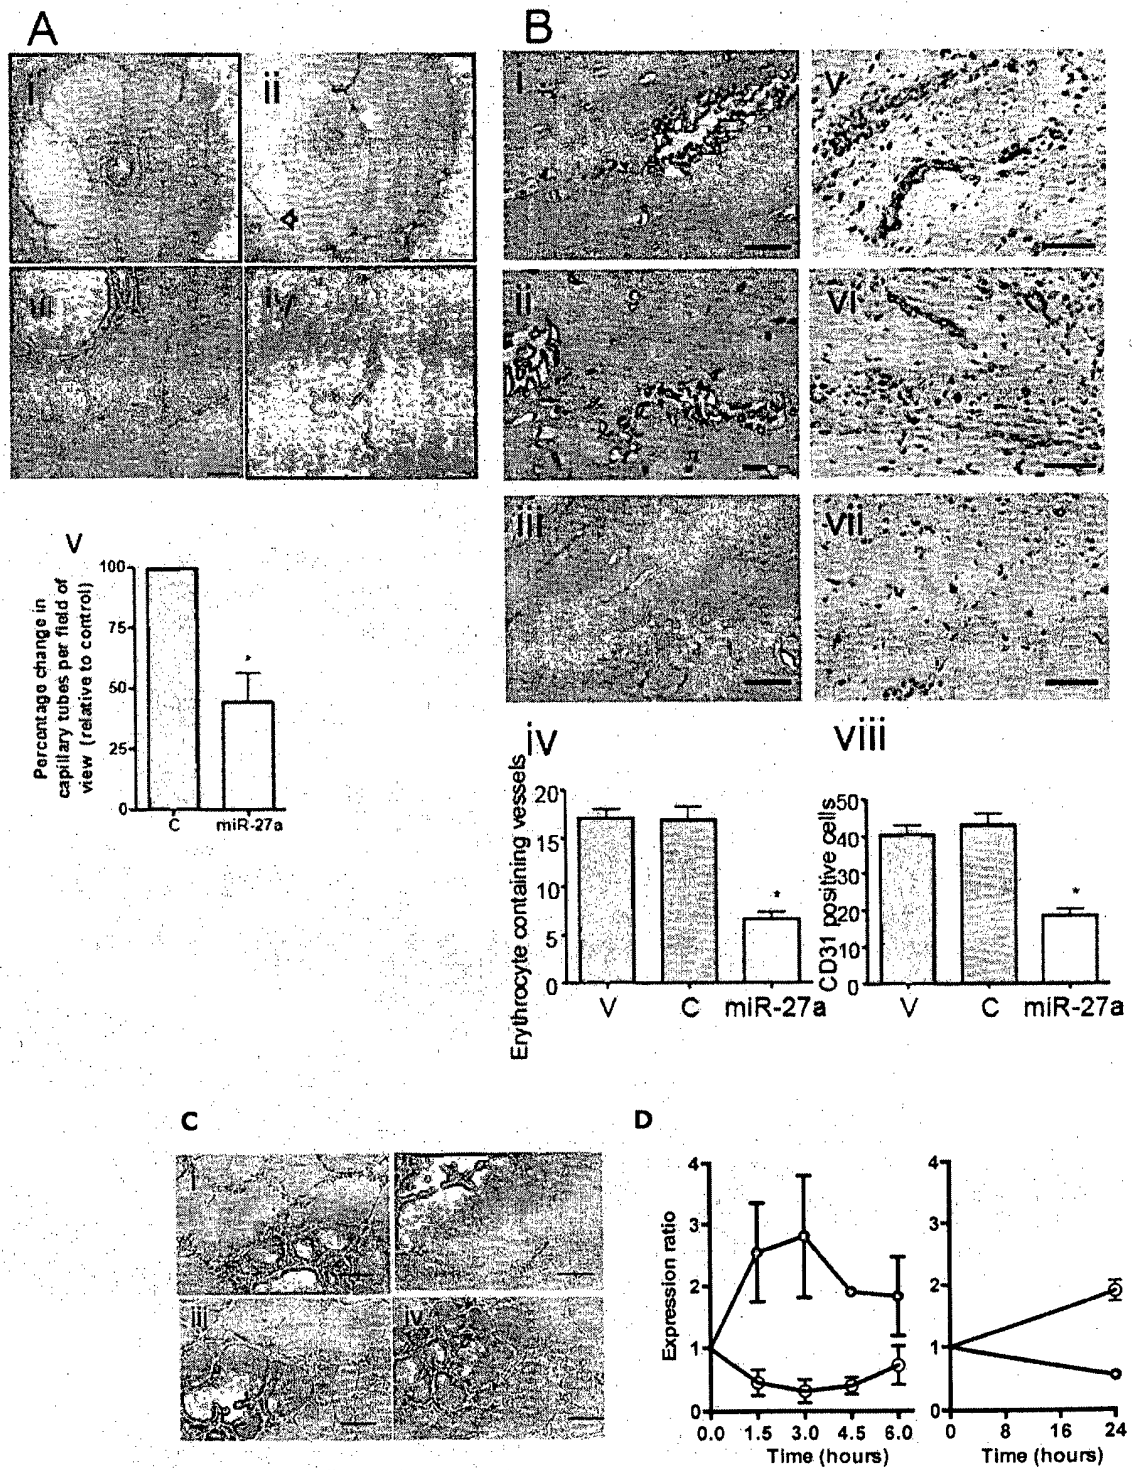 A
B
i
ii
iii
iv
i
v
ii
vi
iii
vii
v
Percentage change in
capillary tubes per field of
view (relative to control)
100
75
50
25
0
*
C
miR-27a
iv
Erythrocyte containing vessels
20
15
10
5
0
*
V
C
miR-27a
viii
CD31 positive cells
50
40
30
20
10
0
*
V
C
miR-27a
C
i
iii
iv
D
Expression ratio
4
3
2
1
0
0.0
1.5
3.0
4.5
6.0
Time (hours)
4
3
2
1
0
0
8
16
24
Time (hours)